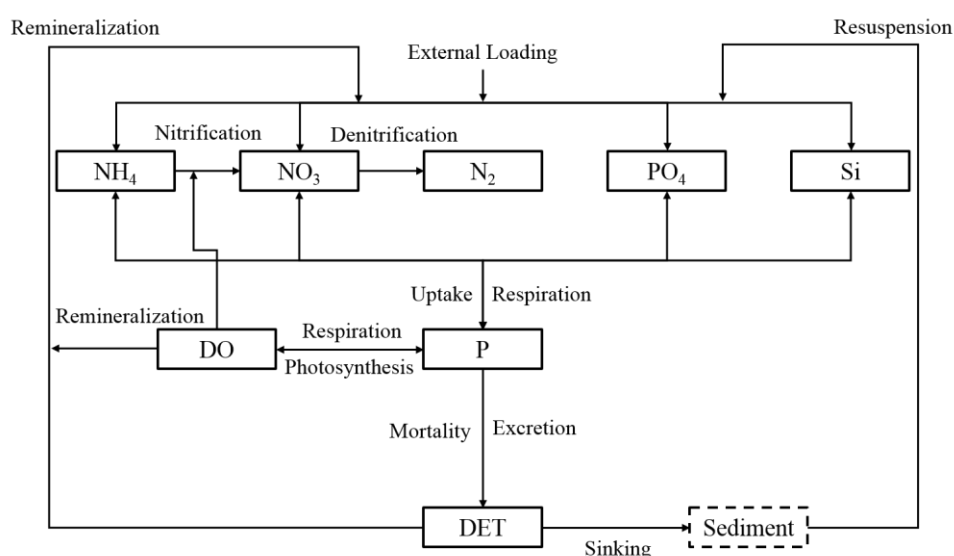 Remineralization
Resuspension
External Loading
Nitrification
Denitrification
NH₄
NO₃
N₂
PO₄
Si
Uptake
Respiration
Remineralization
Respiration
DO
P
Photosynthesis
Mortality
Excretion
DET
Sediment
Sinking